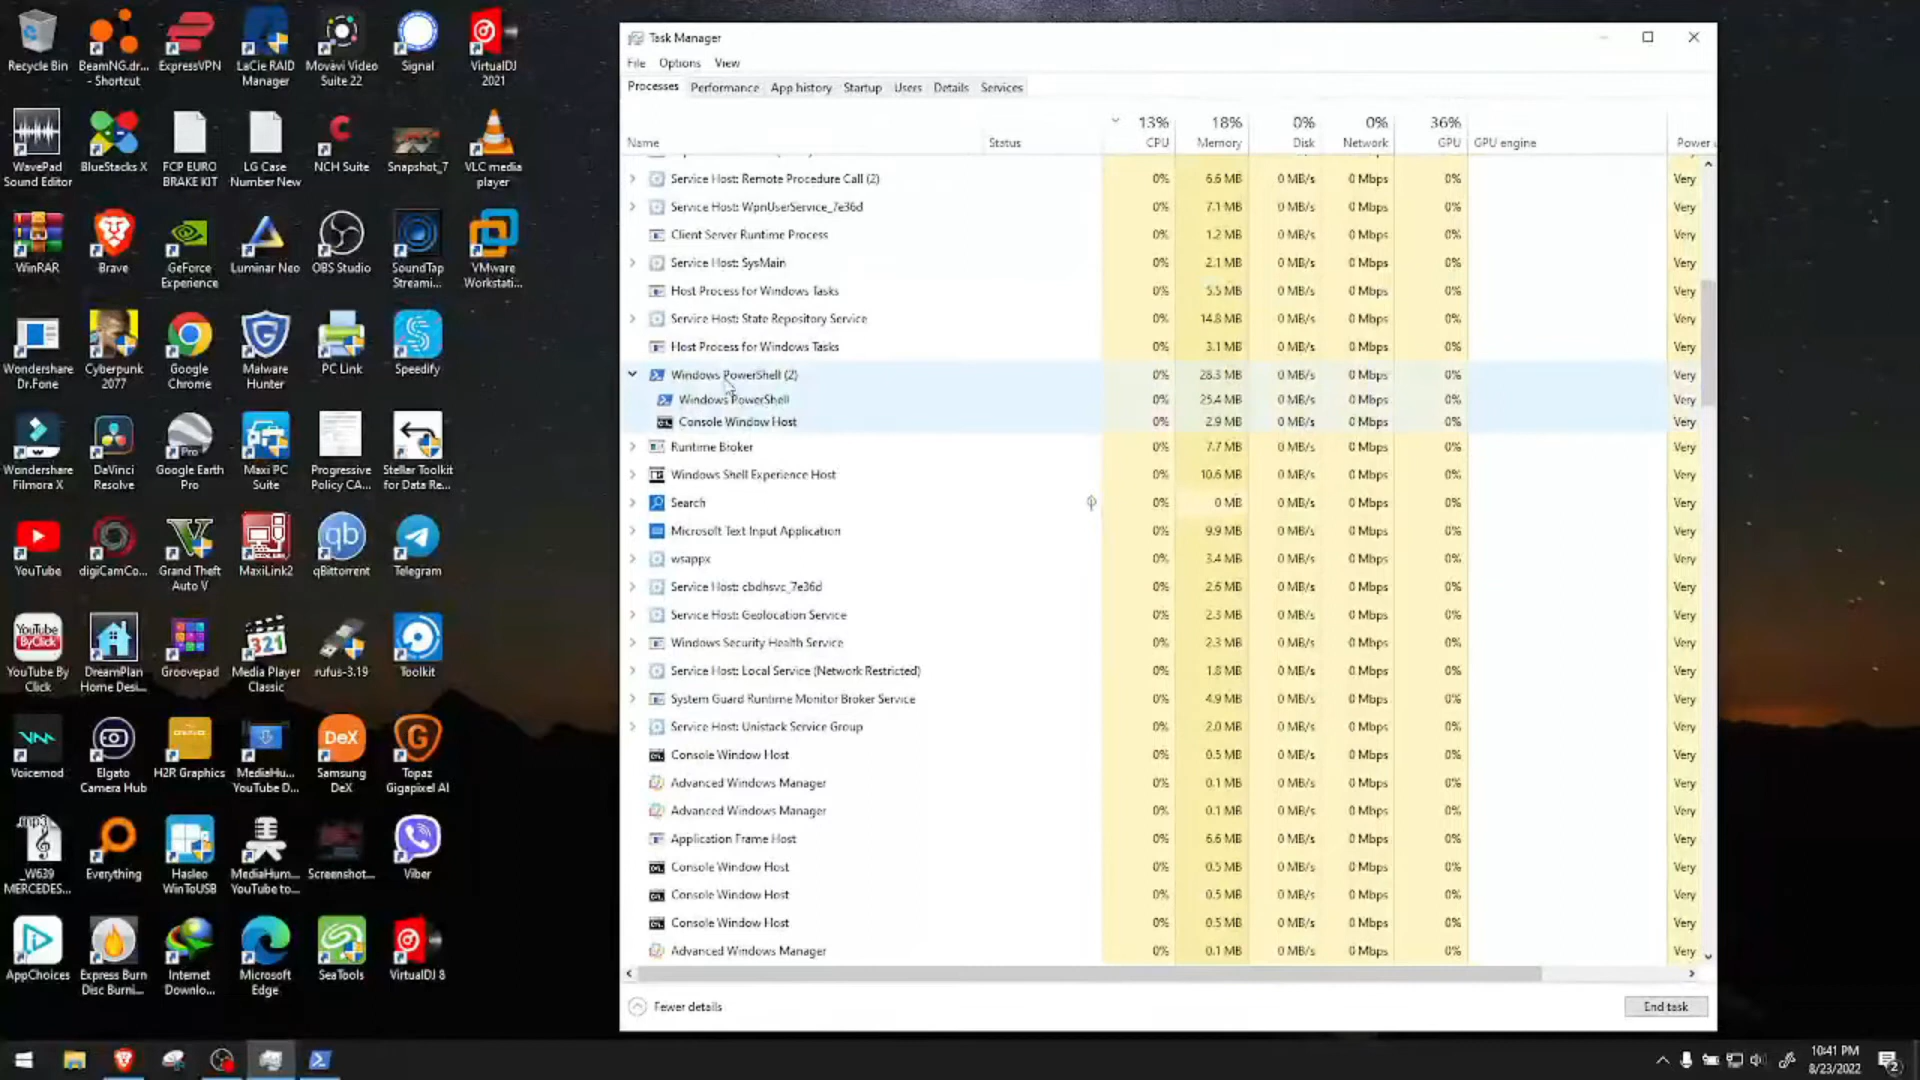 Recycle Bin
BeamNG.dr... - Shortcut
ExpressVPN
LaCie RAID Manager
Movavi Video Suite 22
Signal
VirtualDJ 2021
WavePad Sound Editor
BlueStacks X
FCP EURO BRAKE KIT
LG Case Number New
NCH Suite
Snapshot_7
VLC media player
WinRAR
Brave
GeForce Experience
Luminar Neo
OBS Studio
SoundTap Streami...
VMware Workstati...
Wondershare Dr.Fone
Cyberpunk 2077
Google Chrome
Malware Hunter
PC Link
Speedify
Wondershare Filmora X
DaVinci Resolve
Google Earth Pro
Maxi PC Suite
Progressive Policy CA...
Stellar Toolkit for Data Re...
YouTube
digiCamCo...
Grand Theft Auto V
MaxiLink2
qBittorrent
Telegram
YouTube By Click
DreamPlan Home Desi...
Groovepad
Media Player Classic
rufus-3.19
Toolkit
Voicemod
Elgato Camera Hub
H2R Graphics
MediaHu... YouTube D...
Samsung DeX
Topaz Gigapixel AI
_W639 MERCEDES...
Everything
Hasleo WinToUSB
MediaHum... YouTube to...
Screenshot...
Viber
AppChoices
Express Burn Disc Burni...
Internet Downlo...
Microsoft Edge
SeaTools
VirtualDJ 8
Task Manager
File Options View
Processes Performance App history Startup Users Details Services
13% 18% 0% 0% 36%
Name Status CPU Memory Disk Network GPU GPU engine Power u
Service Host: Remote Procedure Call (2) 0% 6.6 MB 0 MB/s 0 Mbps 0% Very
Service Host: WpnUserService_7e36d 0% 7.1 MB 0 MB/s 0 Mbps 0% Very
Client Server Runtime Process 0% 1.2 MB 0 MB/s 0 Mbps 0% Very
Service Host: SysMain 0% 2.1 MB 0 MB/s 0 Mbps 0% Very
Host Process for Windows Tasks 0% 5.5 MB 0 MB/s 0 Mbps 0% Very
Service Host: State Repository Service 0% 14.8 MB 0 MB/s 0 Mbps 0% Very
Host Process for Windows Tasks 0% 3.1 MB 0 MB/s 0 Mbps 0% Very
Windows PowerShell (2) 0% 28.3 MB 0 MB/s 0 Mbps 0% Very
Windows PowerShell 0% 25.4 MB 0 MB/s 0 Mbps 0% Very
Console Window Host 0% 2.9 MB 0 MB/s 0 Mbps 0% Very
Runtime Broker 0% 7.7 MB 0 MB/s 0 Mbps 0% Very
Windows Shell Experience Host 0% 10.6 MB 0 MB/s 0 Mbps 0% Very
Search 0% 0 MB 0 MB/s 0 Mbps 0% Very
Microsoft Text Input Application 0% 9.9 MB 0 MB/s 0 Mbps 0% Very
wsappx 0% 3.4 MB 0 MB/s 0 Mbps 0% Very
Service Host: cbdhsvc_7e36d 0% 2.6 MB 0 MB/s 0 Mbps 0% Very
Service Host: Geolocation Service 0% 2.3 MB 0 MB/s 0 Mbps 0% Very
Windows Security Health Service 0% 2.3 MB 0 MB/s 0 Mbps 0% Very
Service Host: Local Service (Network Restricted) 0% 1.8 MB 0 MB/s 0 Mbps 0% Very
System Guard Runtime Monitor Broker Service 0% 4.9 MB 0 MB/s 0 Mbps 0% Very
Service Host: Unistack Service Group 0% 2.0 MB 0 MB/s 0 Mbps 0% Very
Console Window Host 0% 0.5 MB 0 MB/s 0 Mbps 0% Very
Advanced Windows Manager 0% 0.1 MB 0 MB/s 0 Mbps 0% Very
Advanced Windows Manager 0% 0.1 MB 0 MB/s 0 Mbps 0% Very
Application Frame Host 0% 6.6 MB 0 MB/s 0 Mbps 0% Very
Console Window Host 0% 0.5 MB 0 MB/s 0 Mbps 0% Very
Console Window Host 0% 0.5 MB 0 MB/s 0 Mbps 0% Very
Console Window Host 0% 0.5 MB 0 MB/s 0 Mbps 0% Very
Advanced Windows Manager 0% 0.1 MB 0 MB/s 0 Mbps 0% Very
Fewer details
End task
10:41 PM
8/23/2022
2